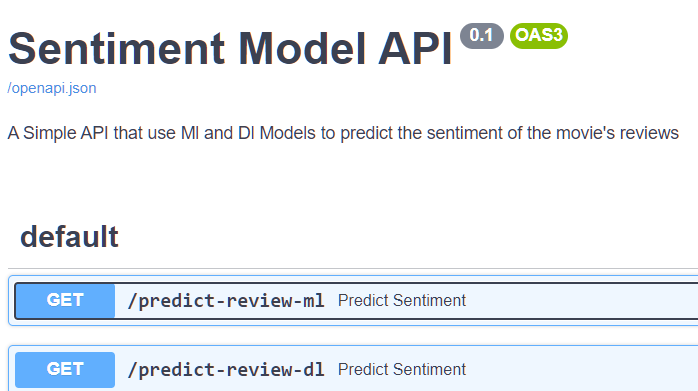 Sentiment Model API 0.1 OAS3
/openapi.json
A Simple API that use Ml and Dl Models to predict the sentiment of the movie's reviews
default
GET /predict-review-ml Predict Sentiment
GET /predict-review-dl Predict Sentiment